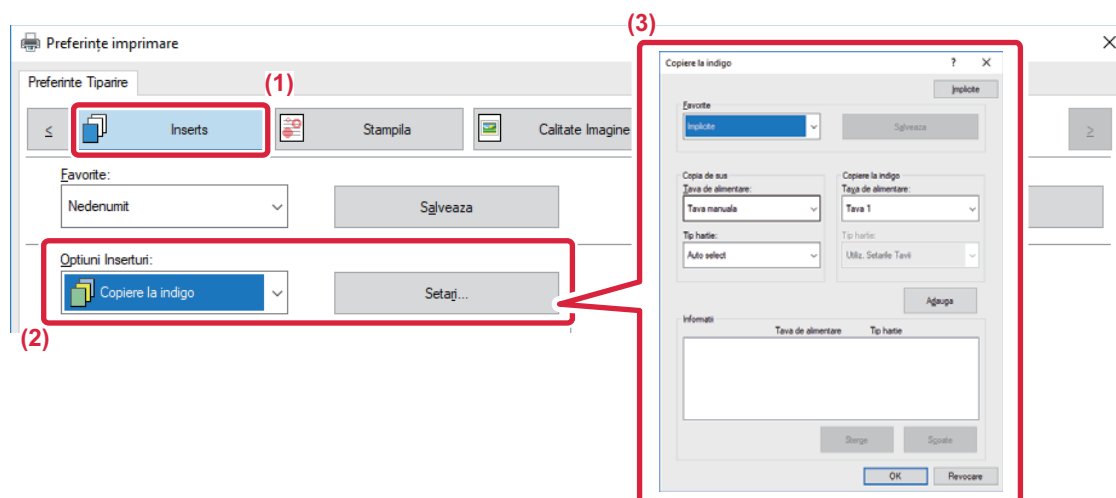 (3)
Preferințe imprimare
Preferinte Tiparire
(1)
≤
Inserts
Stampila
Calitate Imagine
≥
Favorite:
Nedenumit
Salveaza
Optiuni Inserturi:
Copiere la indigo
Setari...
(2)
Copiere la indigo
?
Implicite
Favorite
Implicite
Salveaza
Copia de sus
Copiere la indigo
Tava de alimentare:
Tava de alimentare:
Tava manuala
Tava 1
Tip hartie:
Tip hartie:
Auto select
Utiliz. Setarile Tavii
Adauga
Informatii
Tava de alimentare
Tip hartie
Sterge
Scoate
OK
Revocare